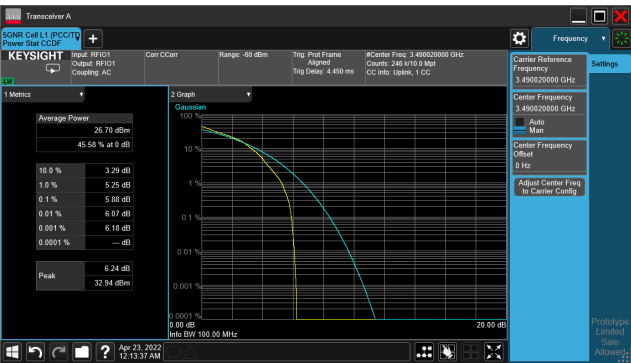 Transceiver A
5GNR Cell L1 (PCC/TD
Power Stat CCDF
Frequency
KEYSIGHT
Input: RFIO1
Output: RFIO1
Coupling: AC
Corr CCorr
Range: -60 dBm
Trig: Prot Frame
Aligned
Trig Delay: 4.450 ms
#Center Freq: 3.490020000 GHz
Counts: 246 k/10.0 Mpt
CC Info: Uplink, 1 CC
LM
1 Metrics
Average Power
26.70 dBm
45.58 % at 0 dB
10.0 % 3.29 dB
1.0 % 5.25 dB
0.1 % 5.88 dB
0.01 % 6.07 dB
0.001 % 6.18 dB
0.0001 % --- dB
Peak
6.24 dB
32.94 dBm
2 Graph
Gaussian
100 %
10 %
1 %
0.1 %
0.01 %
0.001 %
0.0001 %
0.00 dB
20.00 dB
Info BW 100.00 MHz
Carrier Reference
Frequency
3.490020000 GHz
Center Frequency
3.490020000 GHz
Auto
Man
Center Frequency
Offset
0 Hz
Adjust Center Freq
to Carrier Config
Settings
Prototype
Limited
Sale
Allowed
?
Apr 23, 2022
12:13:37 AM